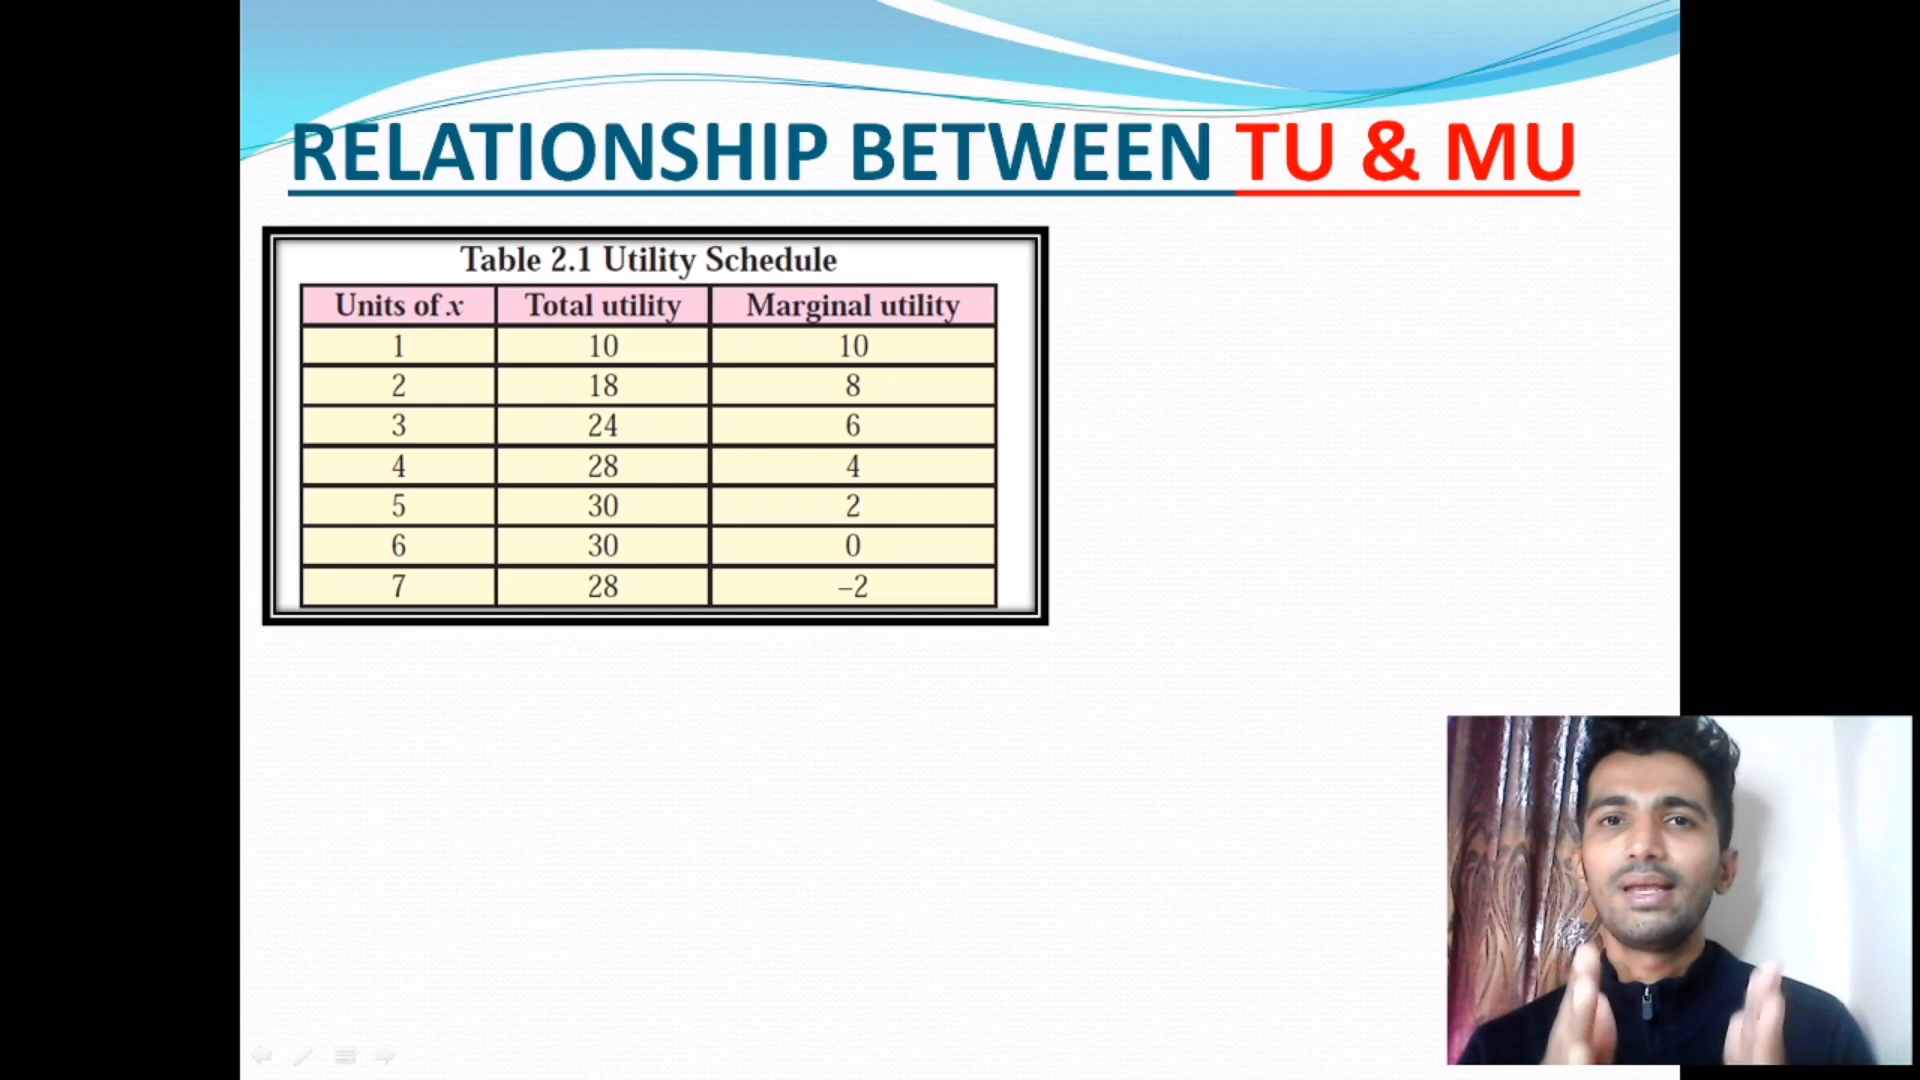 RELATIONSHIP BETWEEN TU & MU
Table 2.1 Utility Schedule
Units of x Total utility Marginal utility
1 10 10
2 18 8
3 24 6
4 28 4
5 30 2
6 30 0
7 28 –2